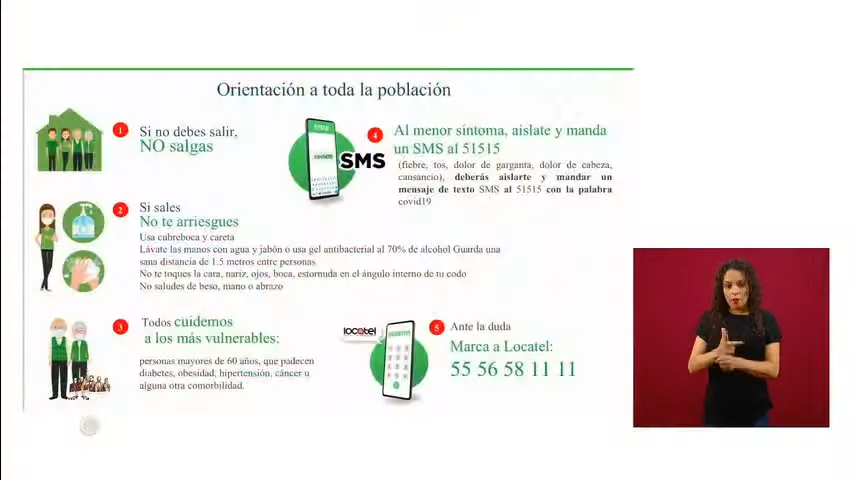 Orientación a toda la población
1
Si no debes salir,
NO salgas
2
Si sales
No te arriesgues
Usa cubreboca y careta
Lávate las manos con agua y jabón o usa gel antibacterial al 70% de alcohol Guarda una
sana distancia de 1.5 metros entre personas
No te toques la cara, nariz, ojos, boca, estornuda en el ángulo interno de tu codo
No saludes de beso, mano o abrazo
3
Todos cuidemos
a los más vulnerables:
personas mayores de 60 años, que padecen
diabetes, obesidad, hipertensión, cáncer u
alguna otra comorbilidad.
covid19
SMS
4
Al menor síntoma, aíslate y manda
un SMS al 51515
(fiebre, tos, dolor de garganta, dolor de cabeza,
cansancio), deberás aislarte y mandar un
mensaje de texto SMS al 51515 con la palabra
covid19
locatel
5
Ante la duda
Marca a Locatel:
55 56 58 11 11